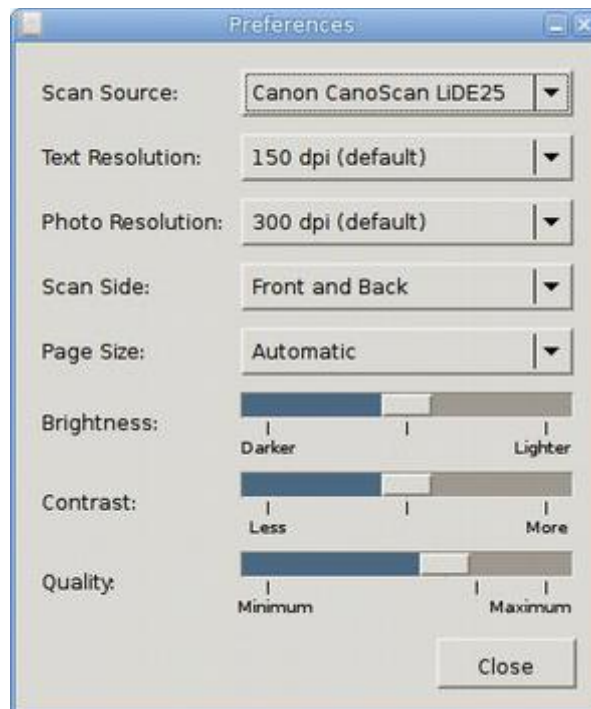 Preferences
Scan Source: Canon CanoScan LiDE25
Text Resolution: 150 dpi (default)
Photo Resolution: 300 dpi (default)
Scan Side: Front and Back
Page Size: Automatic
Brightness:
Darker Lighter
Contrast:
Less More
Quality:
Minimum Maximum
Close